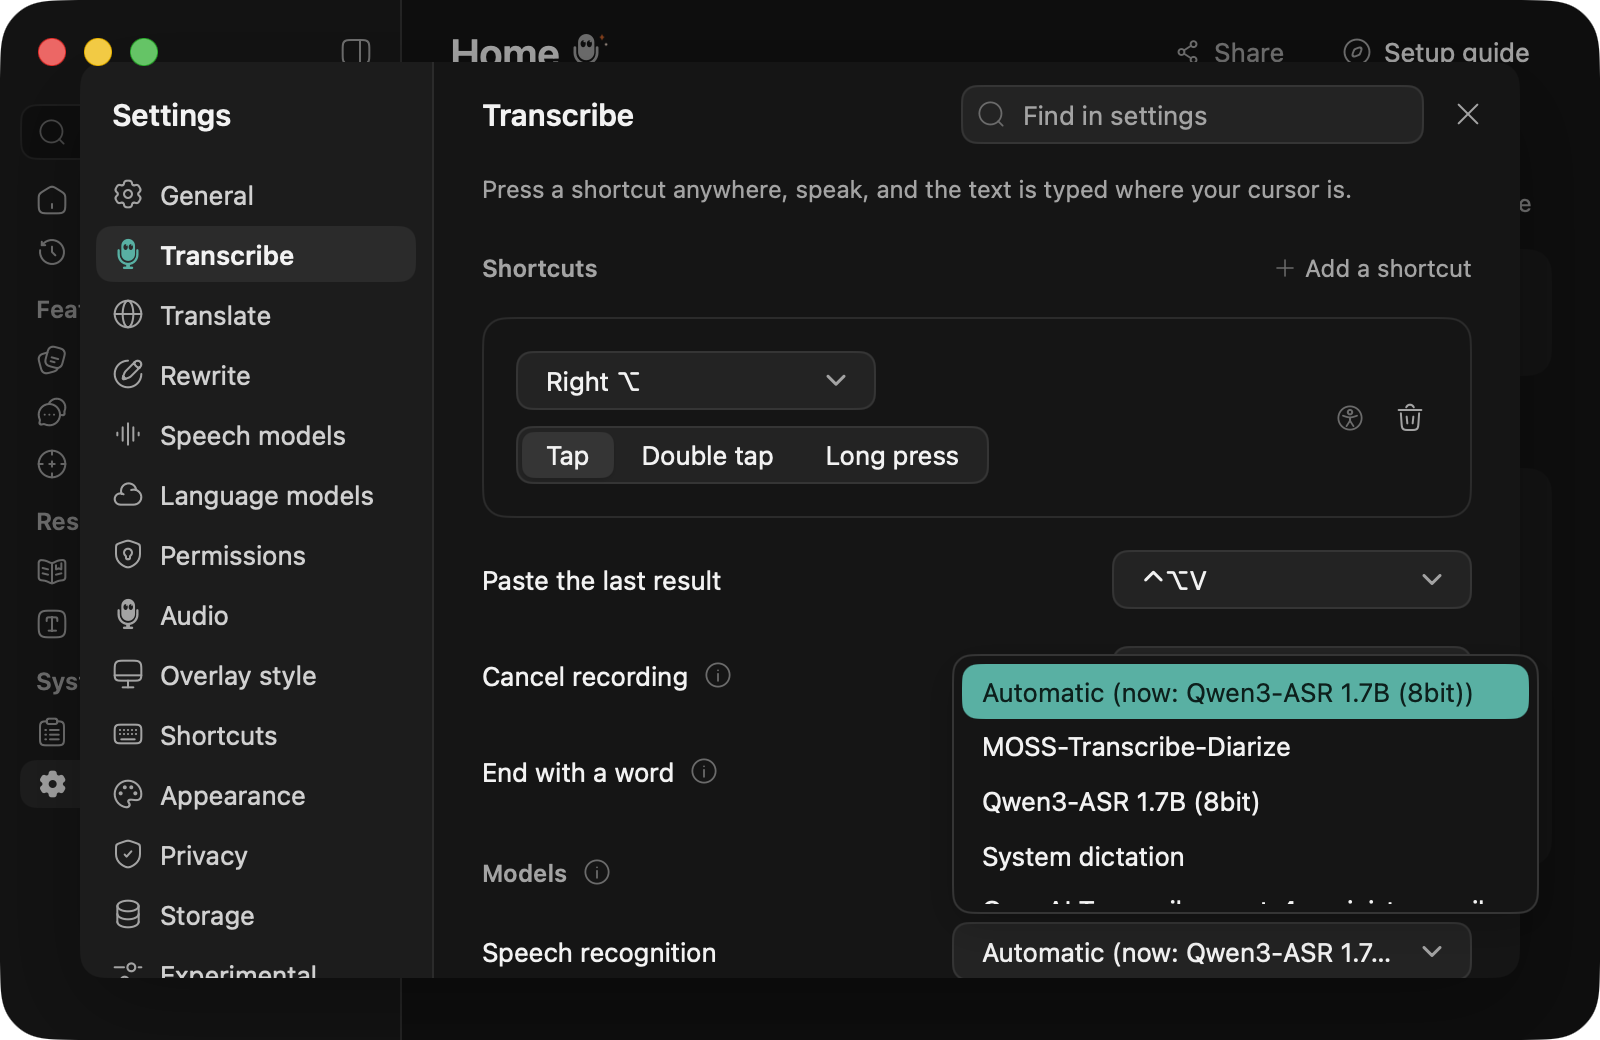 Home
Share
Setup guide
Settings
Transcribe
Find in settings
General
Transcribe
Translate
Rewrite
Speech models
Language models
Permissions
Audio
Overlay style
Shortcuts
Appearance
Privacy
Storage
Experimental
Press a shortcut anywhere, speak, and the text is typed where your cursor is.
Shortcuts
+ Add a shortcut
Right ⌥
Tap
Double tap
Long press
Paste the last result
^⌥V
Cancel recording
End with a word
Automatic (now: Qwen3-ASR 1.7B (8bit))
MOSS-Transcribe-Diarize
Qwen3-ASR 1.7B (8bit)
System dictation
Models
Speech recognition
Automatic (now: Qwen3-ASR 1.7...